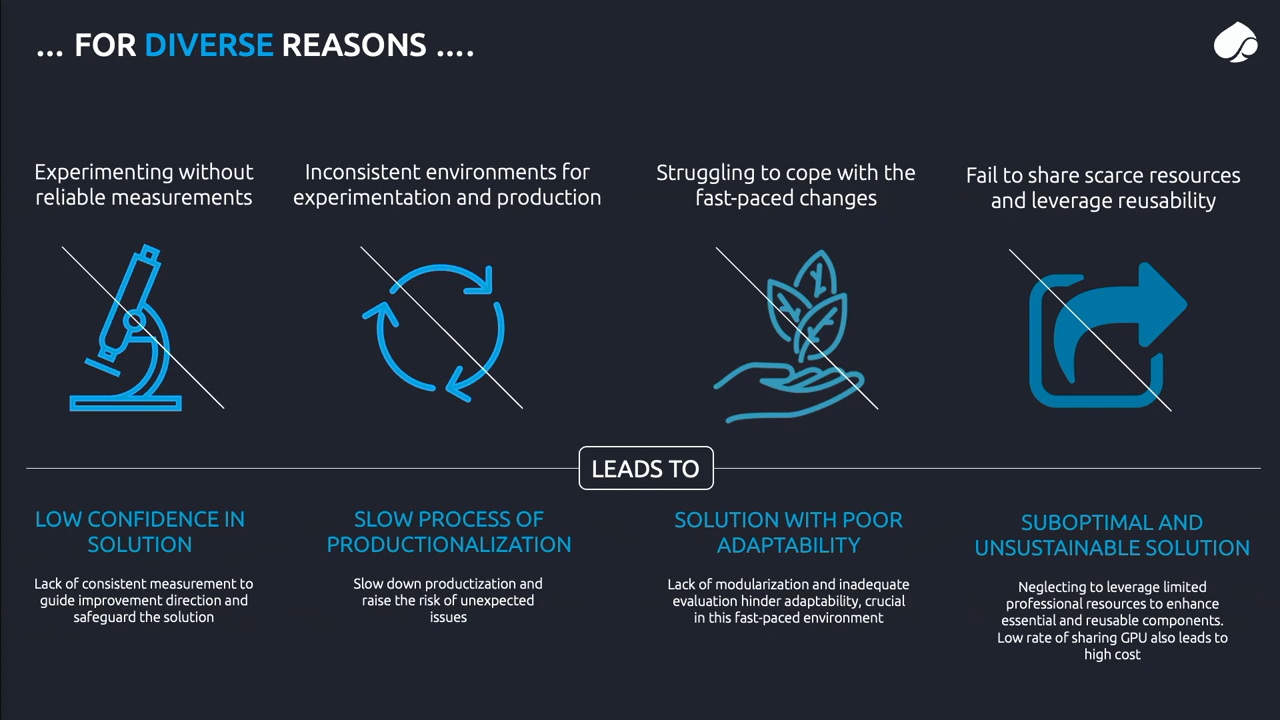 ... FOR DIVERSE REASONS ....
Experimenting without
reliable measurements
Inconsistent environments for
experimentation and production
Struggling to cope with the
fast-paced changes
Fail to share scarce resources
and leverage reusability
LEADS TO
LOW CONFIDENCE IN
SOLUTION
Lack of consistent measurement to
guide improvement direction and
safeguard the solution
SLOW PROCESS OF
PRODUCTIONALIZATION
Slow down productization and
raise the risk of unexpected
issues
SOLUTION WITH POOR
ADAPTABILITY
Lack of modularization and inadequate
evaluation hinder adaptability, crucial
in this fast-paced environment
SUBOPTIMAL AND
UNSUSTAINABLE SOLUTION
Neglecting to leverage limited
professional resources to enhance
essential and reusable components.
Low rate of sharing GPU also leads to
high cost